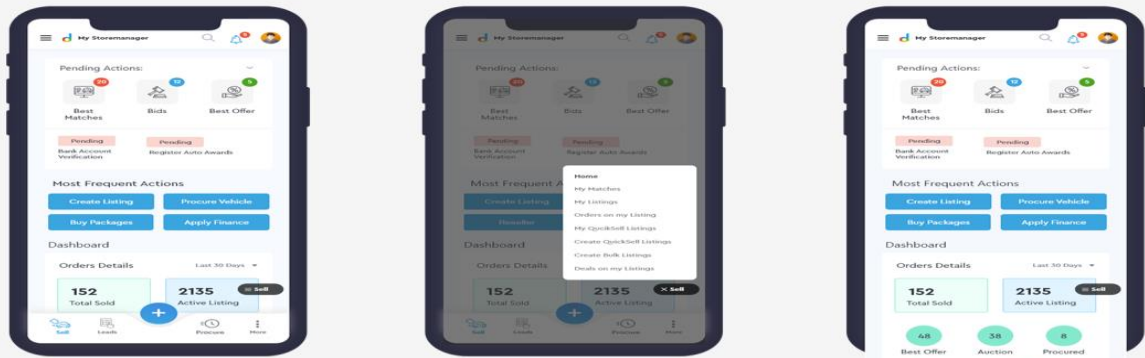 My Storemanager
9
Pending Actions:
20
12
5
Best Matches
Bids
Best Offer
Pending
Pending
Bank Account Verification
Register Auto Awards
Most Frequent Actions
Create Listing
Procure Vehicle
Buy Packages
Apply Finance
Dashboard
Orders Details
Last 30 Days
152
Total Sold
2135
Active Listing
Sell
Sell
Leads
Procure
More
My Storemanager
Pending Actions:
20
12
5
Best Matches
Bids
Best Offer
Pending
Pending
Bank Account Verification
Register Auto Awards
Most Frequent A
Create Listing
Reseller
Dashboard
Orders Details
Home
My Matches
My Listings
Orders on my Listing
My QucikSell Listings
Create QuickSell Listings
Create Bulk Listings
Deals on my Listings
152
Total Sold
2135
Active Listing
Sell
Sell
Leads
Procure
More
My Storemanager
Pending Actions:
20
12
5
Best Matches
Bids
Best Offer
Pending
Pending
Bank Account Verification
Register Auto Awards
Most Frequent Actions
Create Listing
Procure Vehicle
Buy Packages
Apply Finance
Dashboard
Orders Details
Last 30 Days
152
Total Sold
2135
Active Listing
Sell
48
Best Offer
38
Auction
8
Procured